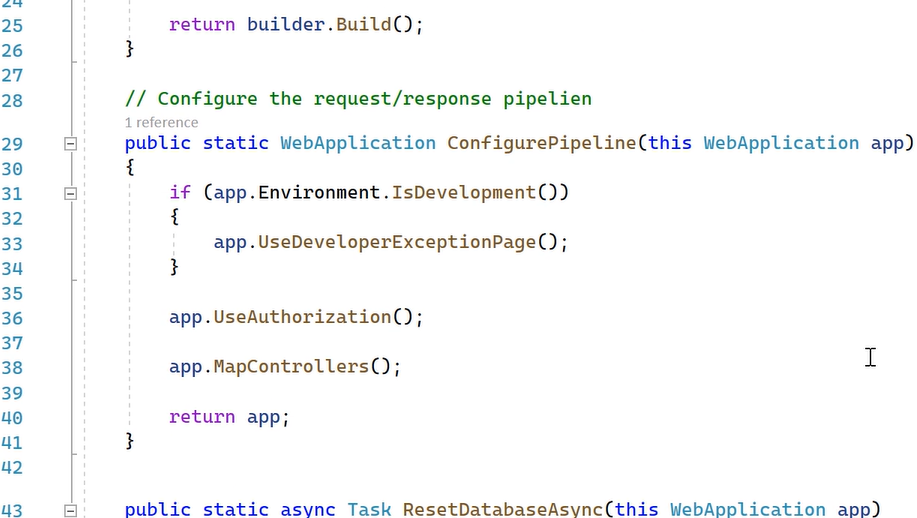 24
25 return builder.Build();
26 }
27
28 // Configure the request/response pipelien
1 reference
29 public static WebApplication ConfigurePipeline(this WebApplication app)
30 {
31 if (app.Environment.IsDevelopment())
32 {
33 app.UseDeveloperExceptionPage();
34 }
35
36 app.UseAuthorization();
37
38 app.MapControllers();
39
40 return app;
41 }
42
43 public static async Task ResetDatabaseAsync(this WebApplication app)